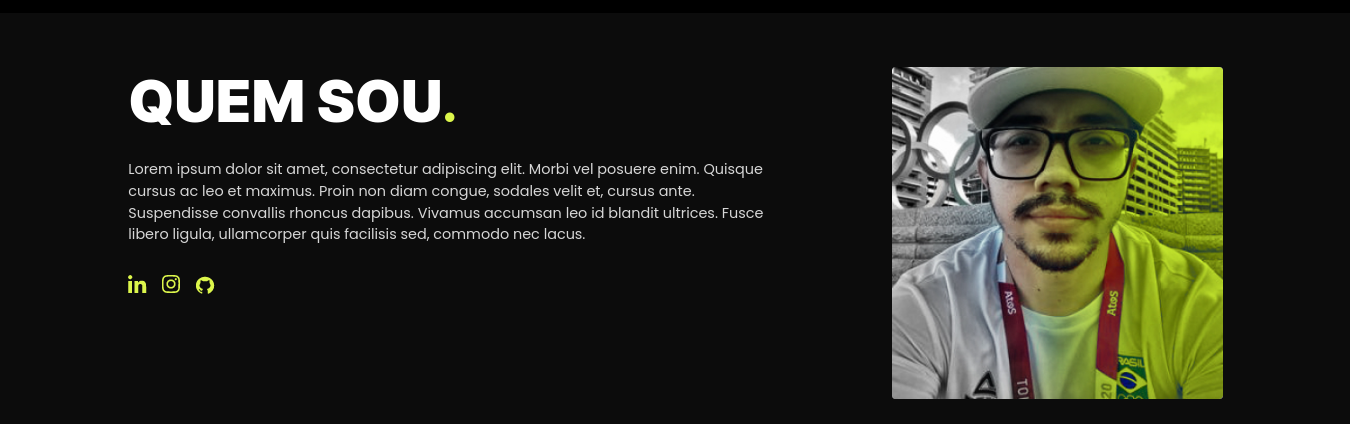 QUEM SOU.
Lorem ipsum dolor sit amet, consectetur adipiscing elit. Morbi vel posuere enim. Quisque
cursus ac leo et maximus. Proin non diam congue, sodales velit et, cursus ante.
Suspendisse convallis rhoncus dapibus. Vivamus accumsan leo id blandit ultrices. Fusce
libero ligula, ullamcorper quis facilisis sed, commodo nec lacus.
in
Atos
Atos
BRASIL
TO
20